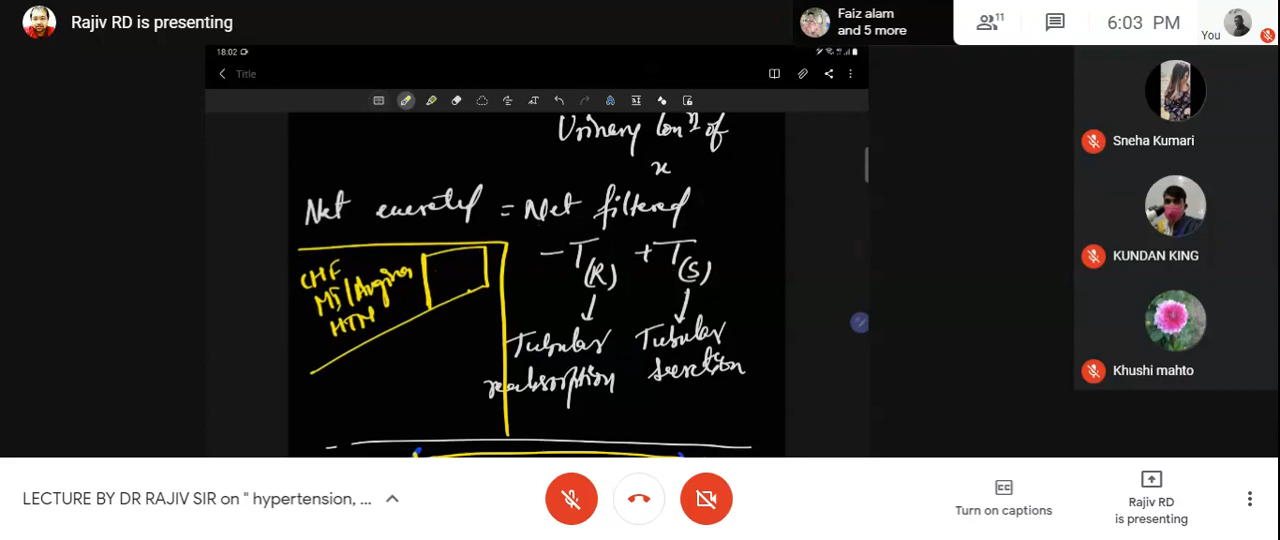 Rajiv RD is presenting
Faiz alam
and 5 more
11
6:03 PM
You
18:02
Title
Urinary Conⁿ of
x
Net excreted = Net filtered
- T(R) + T(S)
CHF
MI/Angina
HTN
Tubular reabsorption
Tubular secretion
Sneha Kumari
KUNDAN KING
Khushi mahto
LECTURE BY DR RAJIV SIR on " hypertension, ...
Turn on captions
Rajiv RD
is presenting